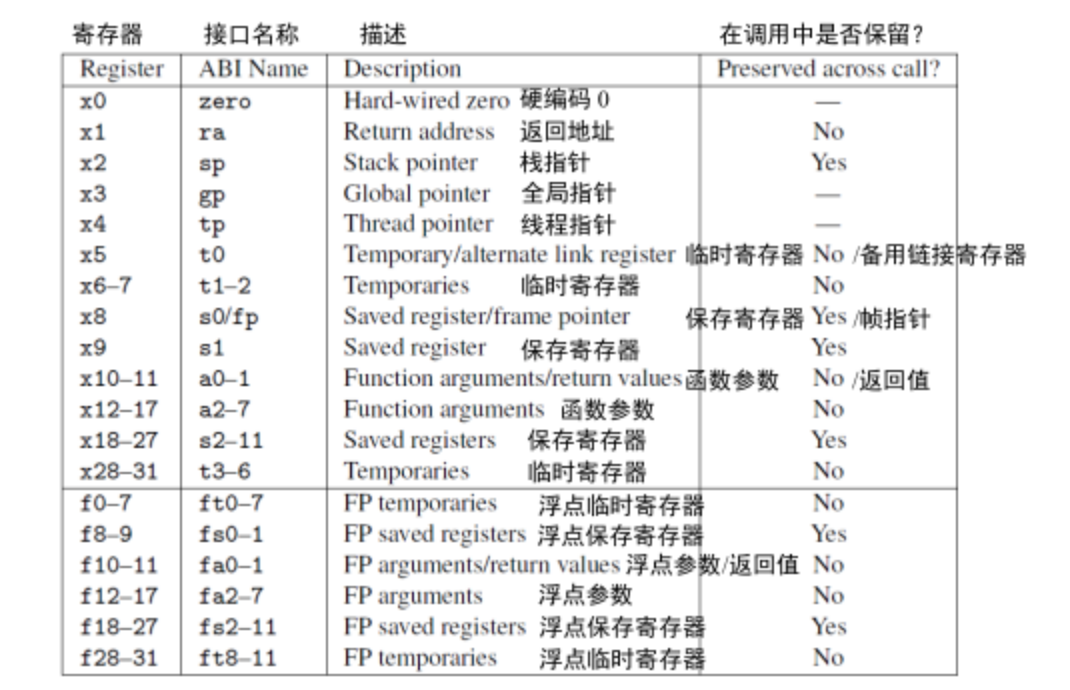 寄存器 接口名称 描述 在调用中是否保留？
Register ABI Name Description Preserved across call?
x0 zero Hard-wired zero 硬编码 0 —
x1 ra Return address 返回地址 No
x2 sp Stack pointer 栈指针 Yes
x3 gp Global pointer 全局指针 —
x4 tp Thread pointer 线程指针 —
x5 t0 Temporary/alternate link register 临时寄存器 No /备用链接寄存器
x6–7 t1–2 Temporaries 临时寄存器 No
x8 s0/fp Saved register/frame pointer 保存寄存器 Yes /帧指针
x9 s1 Saved register 保存寄存器 Yes
x10–11 a0–1 Function arguments/return values 函数参数 No /返回值
x12–17 a2–7 Function arguments 函数参数 No
x18–27 s2–11 Saved registers 保存寄存器 Yes
x28–31 t3–6 Temporaries 临时寄存器 No
f0–7 ft0–7 FP temporaries 浮点临时寄存器 No
f8–9 fs0–1 FP saved registers 浮点保存寄存器 Yes
f10–11 fa0–1 FP arguments/return values 浮点参数/返回值 No
f12–17 fa2–7 FP arguments 浮点参数 No
f18–27 fs2–11 FP saved registers 浮点保存寄存器 Yes
f28–31 ft8–11 FP temporaries 浮点临时寄存器 No